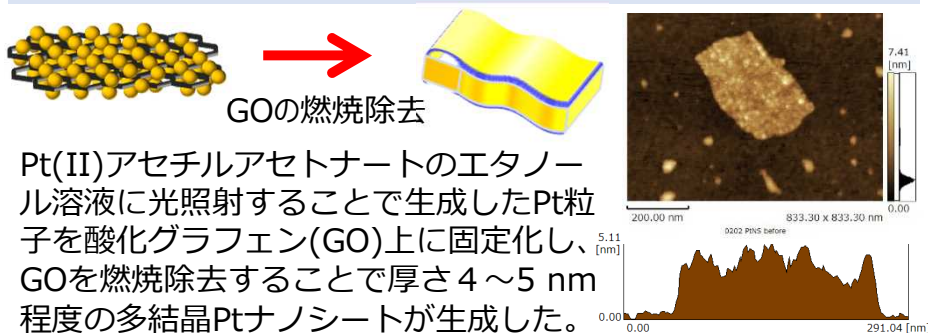 GOの燃焼除去
Pt(II)アセチルアセトナートのエタノー
ル溶液に光照射することで生成したPt粒
子を酸化グラフェン(GO)上に固定化し、
GOを燃焼除去することで厚さ４～5 nm
程度の多結晶Ptナノシートが生成した。
7.41
[nm]
0.00
200.00 nm
833.30 x 833.30 nm
0202 PtNS before
5.11
[nm]
0.00
0.00
291.04 [nm]